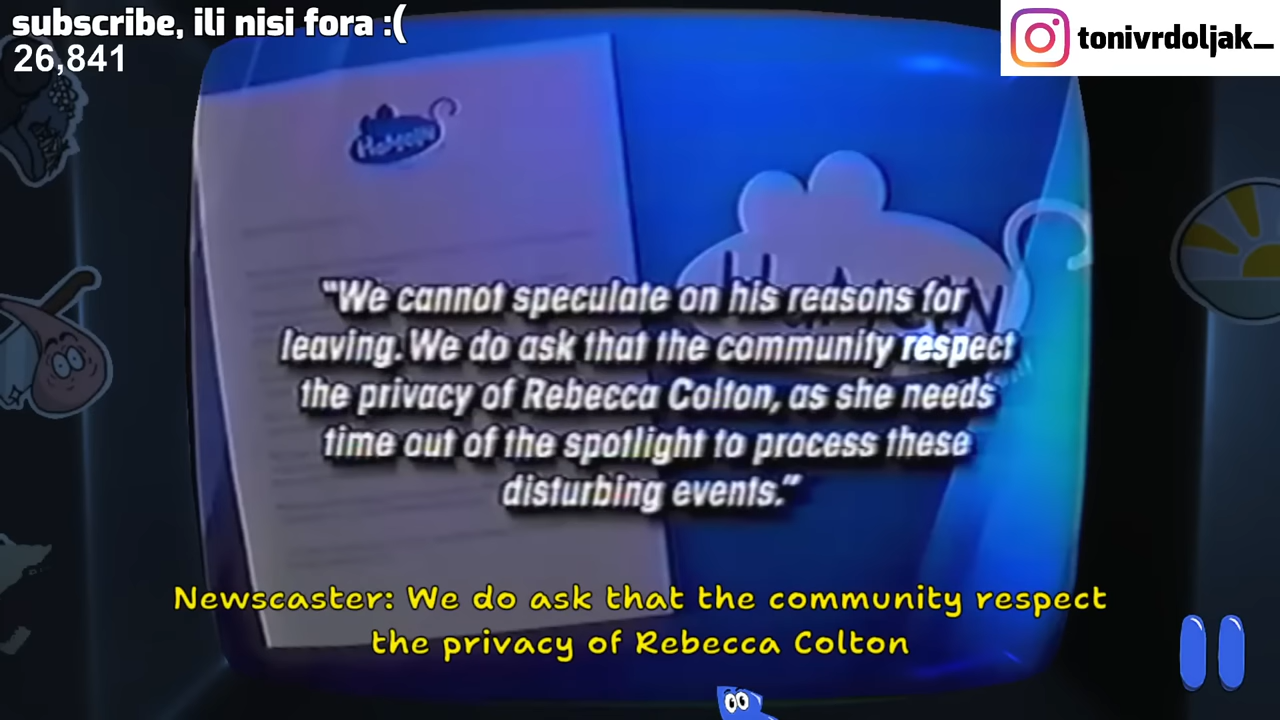 subscribe, ili nisi fora :(
26,841
tonivrdoljak_
Hameln
"We cannot speculate on his reasons for
leaving. We do ask that the community respect
the privacy of Rebecca Colton, as she needs
time out of the spotlight to process these
disturbing events."
Newscaster: We do ask that the community respect
the privacy of Rebecca Colton